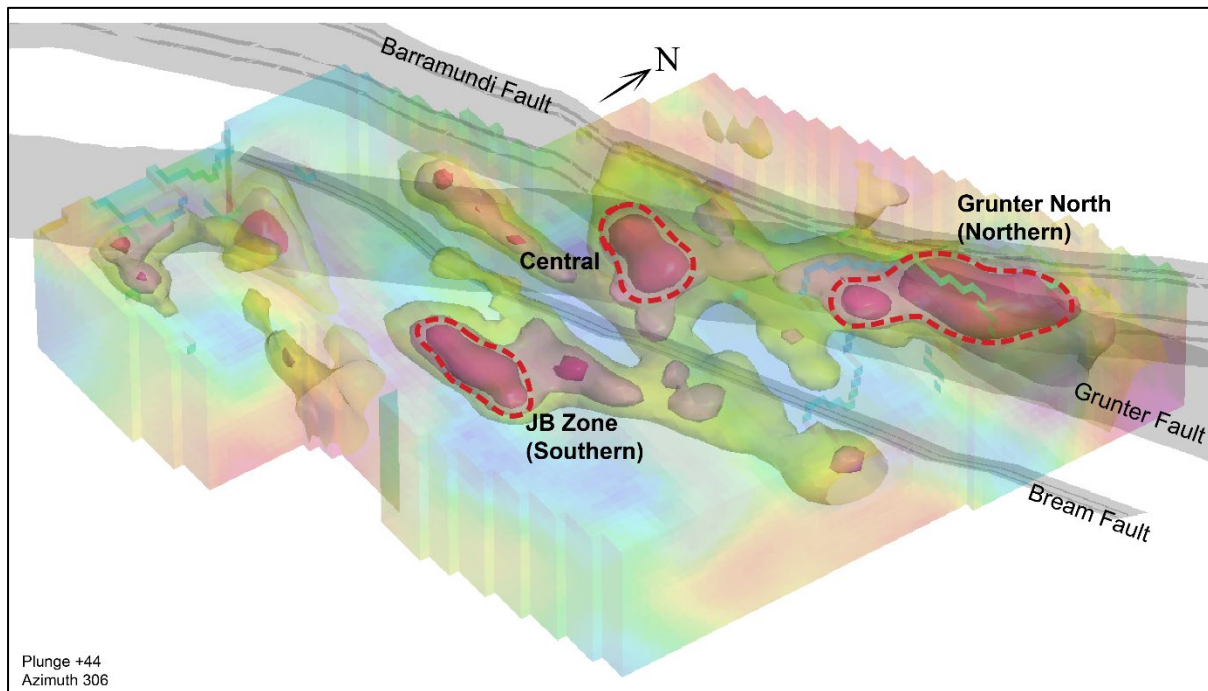 Barramundi Fault
N
Grunter North
(Northern)
Central
Grunter Fault
JB Zone
(Southern)
Bream Fault
Plunge +44
Azimuth 306